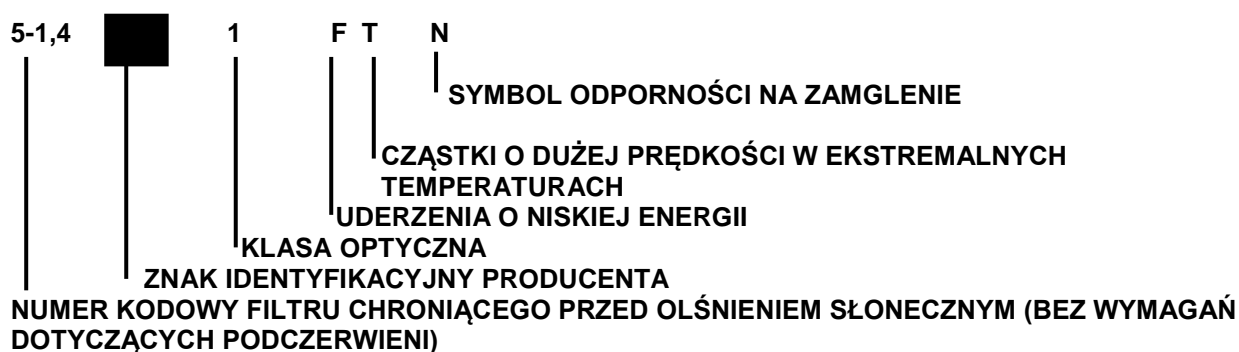 5-1,4 1 F T N
SYMBOL ODPORNOŚCI NA ZAMGLENIE
CZĄSTKI O DUŻEJ PRĘDKOŚCI W EKSTREMALNYCH
TEMPERATURACH
UDERZENIA O NISKIEJ ENERGII
KLASA OPTYCZNA
ZNAK IDENTYFIKACYJNY PRODUCENTA
NUMER KODOWY FILTRU CHRONIĄCEGO PRZED OLŚNIENIEM SŁONECZNYM (BEZ WYMAGAŃ
DOTYCZĄCYCH PODCZERWIENI)